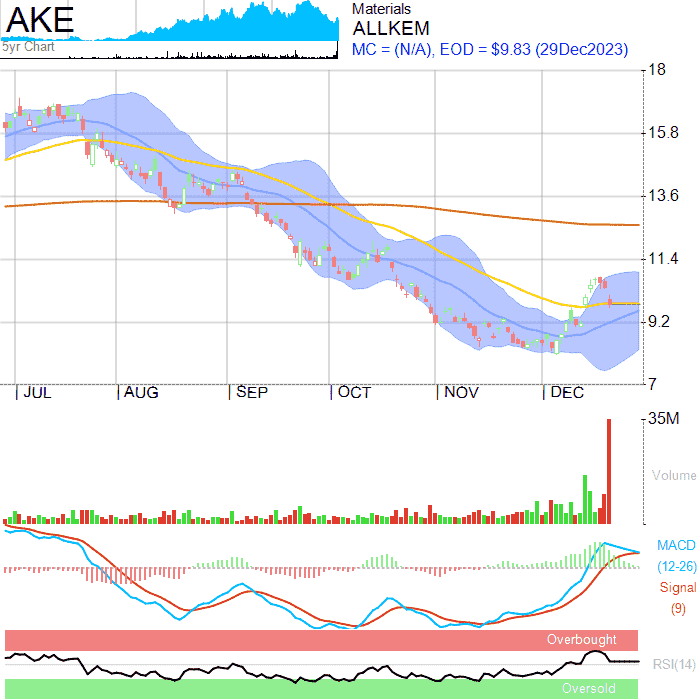 AKE
5yr Chart
Materials
ALLKEM
MC = (N/A), EOD = $9.83 (29Dec2023)
18
15.8
13.6
11.4
9.2
7
JUL AUG SEP OCT NOV DEC
35M
Volume
MACD
(12-26)
Signal
(9)
Overbought
RSI(14)
Oversold